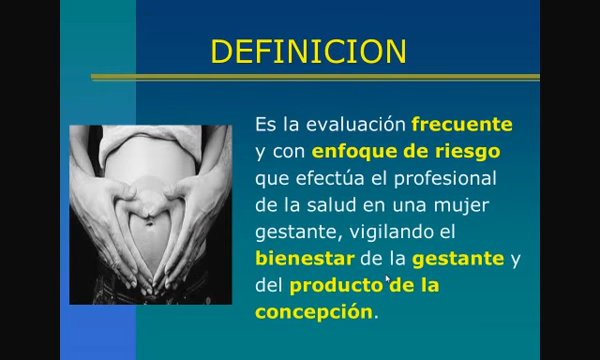 DEFINICION
Es la evaluación frecuente
y con enfoque de riesgo
que efectúa el profesional
de la salud en una mujer
gestante, vigilando el
bienestar de la gestante y
del producto de la
concepción.